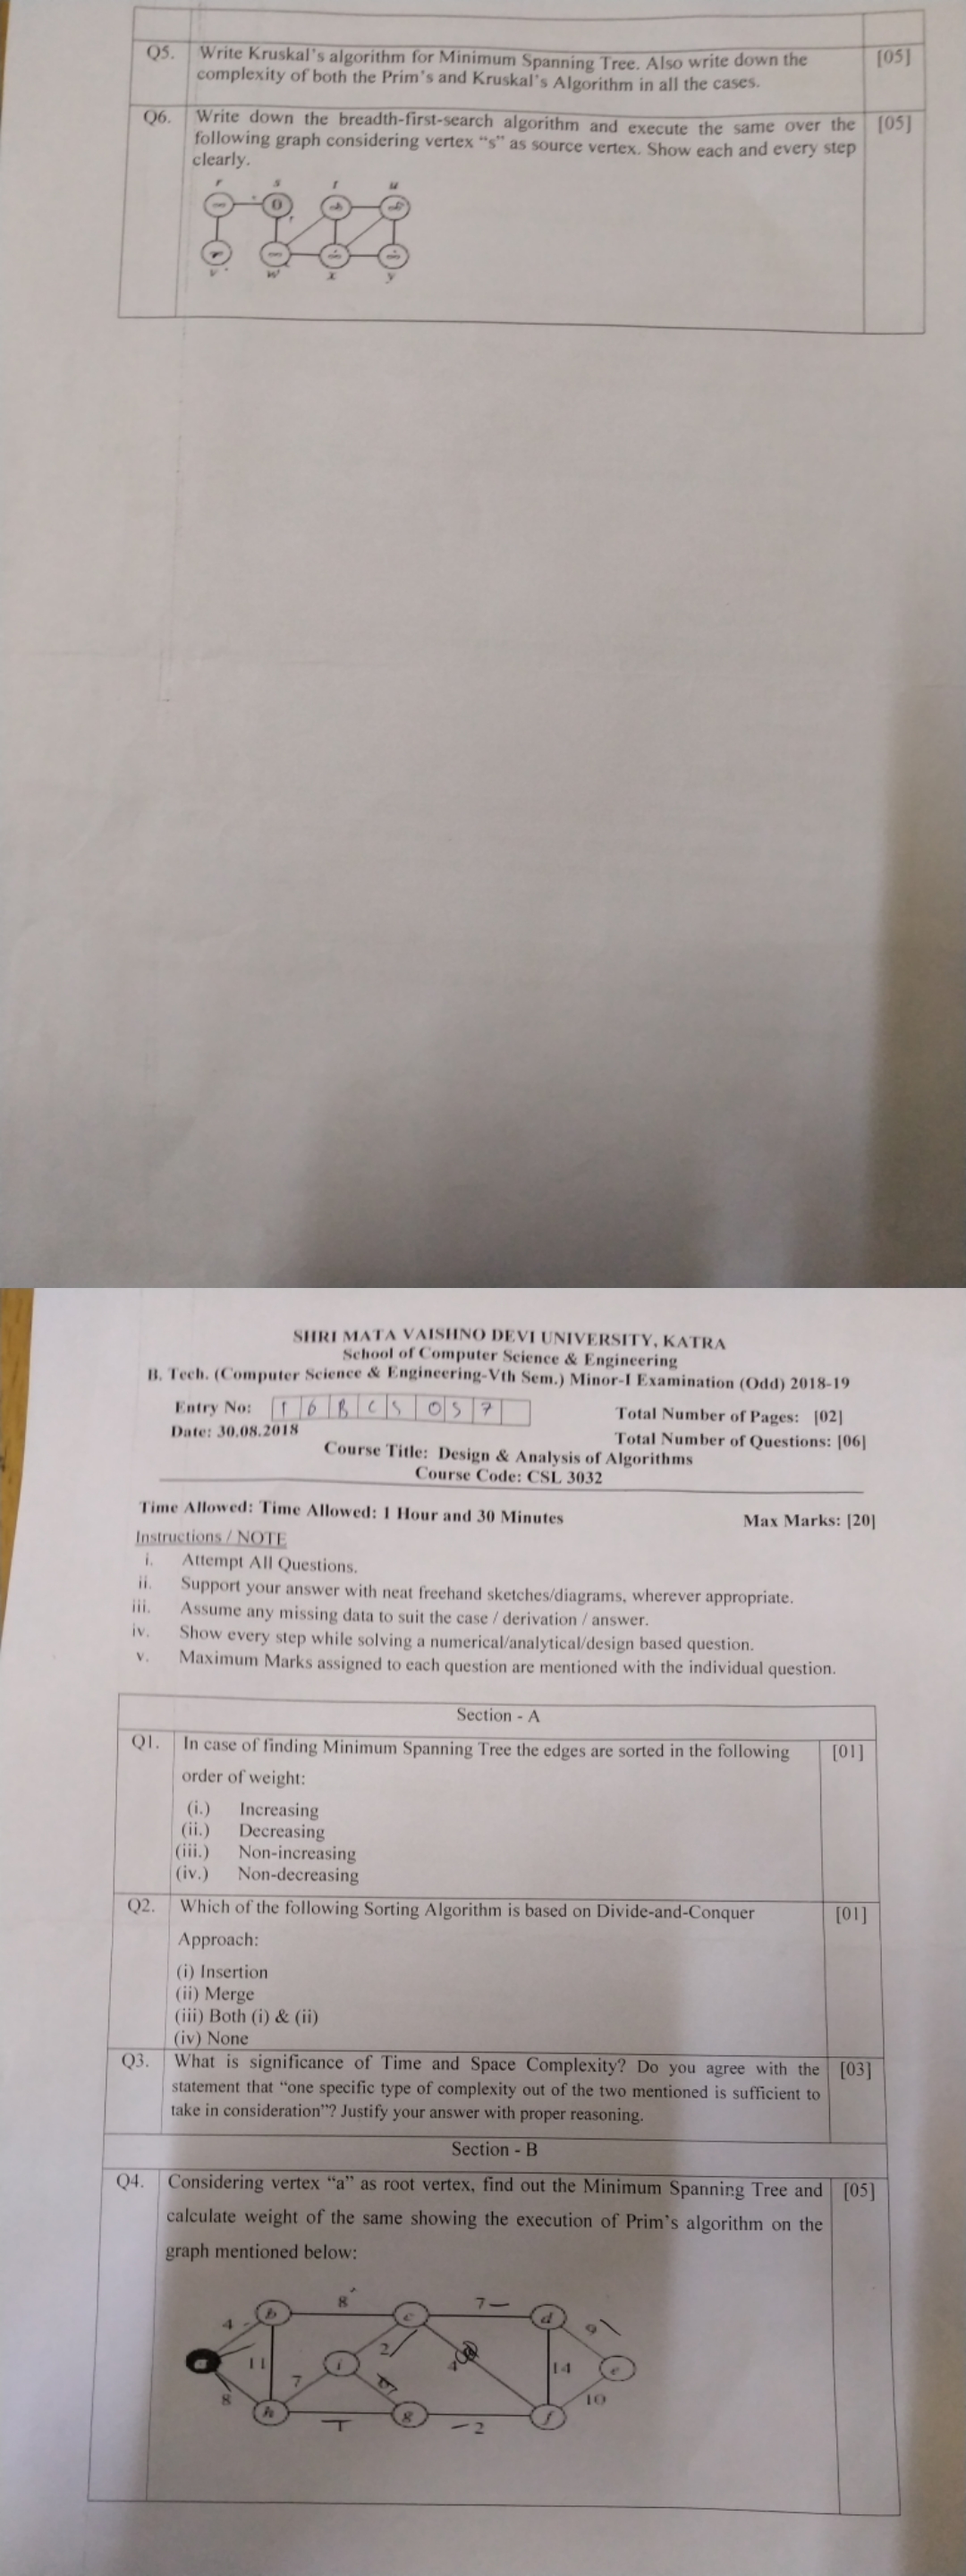 Q5. Write Kruskal's algorithm for Minimum Spanning Tree. Also write down the [05]
complexity of both the Prim's and Kruskal's Algorithm in all the cases.
Q6. Write down the breadth-first-search algorithm and execute the same over the [05]
following graph considering vertex "s" as source vertex. Show each and every step
clearly.
r s t u
∞ 0 ∞ ∞
∞ ∞ ∞ ∞
v w x y
SHRI MATA VAISHNO DEVI UNIVERSITY, KATRA
School of Computer Science & Engineering
B. Tech. (Computer Science & Engineering-Vth Sem.) Minor-I Examination (Odd) 2018-19
Entry No: 16BCS057 Total Number of Pages: [02]
Date: 30.08.2018 Total Number of Questions: [06]
Course Title: Design & Analysis of Algorithms
Course Code: CSL 3032
Time Allowed: Time Allowed: 1 Hour and 30 Minutes Max Marks: [20]
Instructions / NOTE
i. Attempt All Questions.
ii. Support your answer with neat freehand sketches/diagrams, wherever appropriate.
iii. Assume any missing data to suit the case / derivation / answer.
iv. Show every step while solving a numerical/analytical/design based question.
v. Maximum Marks assigned to each question are mentioned with the individual question.
Section - A
Q1. In case of finding Minimum Spanning Tree the edges are sorted in the following [01]
order of weight:
(i.) Increasing
(ii.) Decreasing
(iii.) Non-increasing
(iv.) Non-decreasing
Q2. Which of the following Sorting Algorithm is based on Divide-and-Conquer [01]
Approach:
(i) Insertion
(ii) Merge
(iii) Both (i) & (ii)
(iv) None
Q3. What is significance of Time and Space Complexity? Do you agree with the [03]
statement that "one specific type of complexity out of the two mentioned is sufficient to
take in consideration"? Justify your answer with proper reasoning.
Section - B
Q4. Considering vertex "a" as root vertex, find out the Minimum Spanning Tree and [05]
calculate weight of the same showing the execution of Prim's algorithm on the
graph mentioned below:
8 7
b c d
4 2 9
a 11 i 4 14 e
8 7 10
h g f
1 2